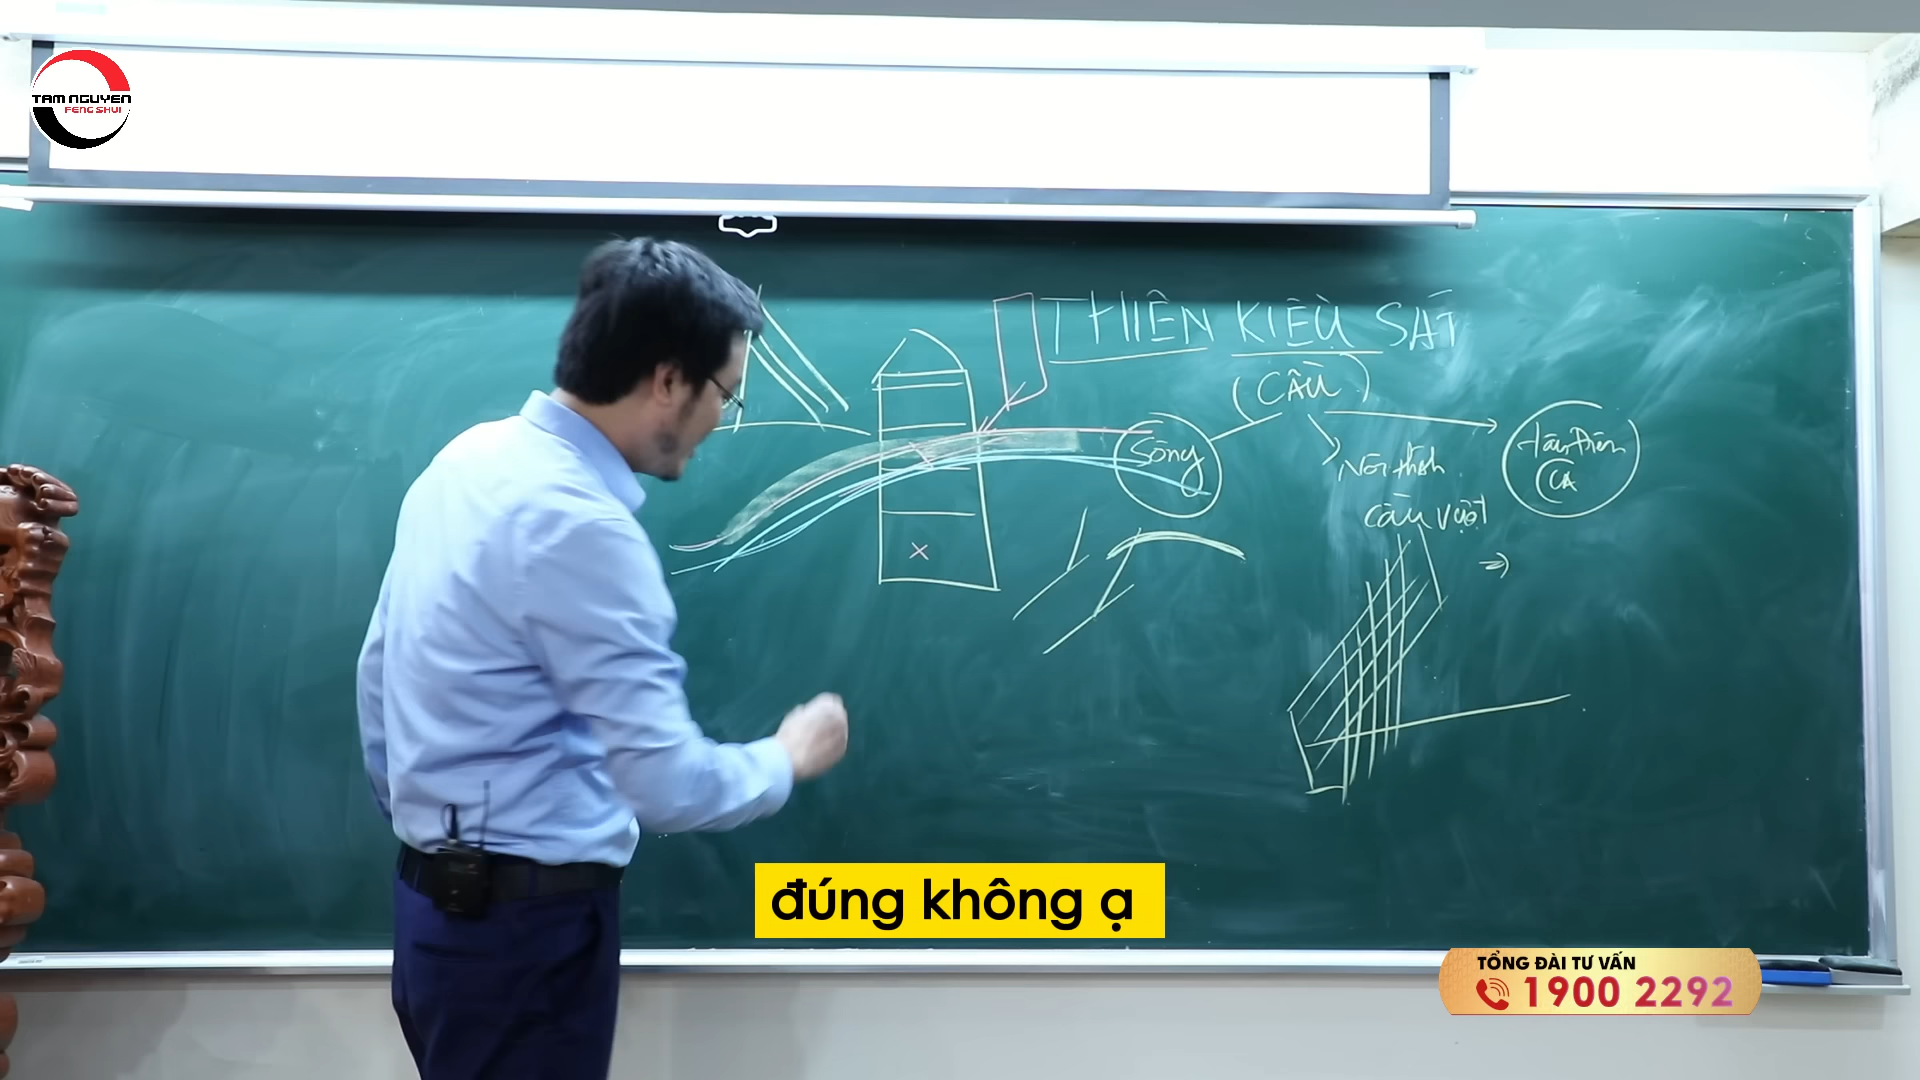 TAM NGUYEN
FENG SHUI
THIÊN KIỀU SÁT
(CẦU)
Sông
Nội thành
cầu vượt
đúng không ạ
TỔNG ĐÀI TƯ VẤN
1900 2292